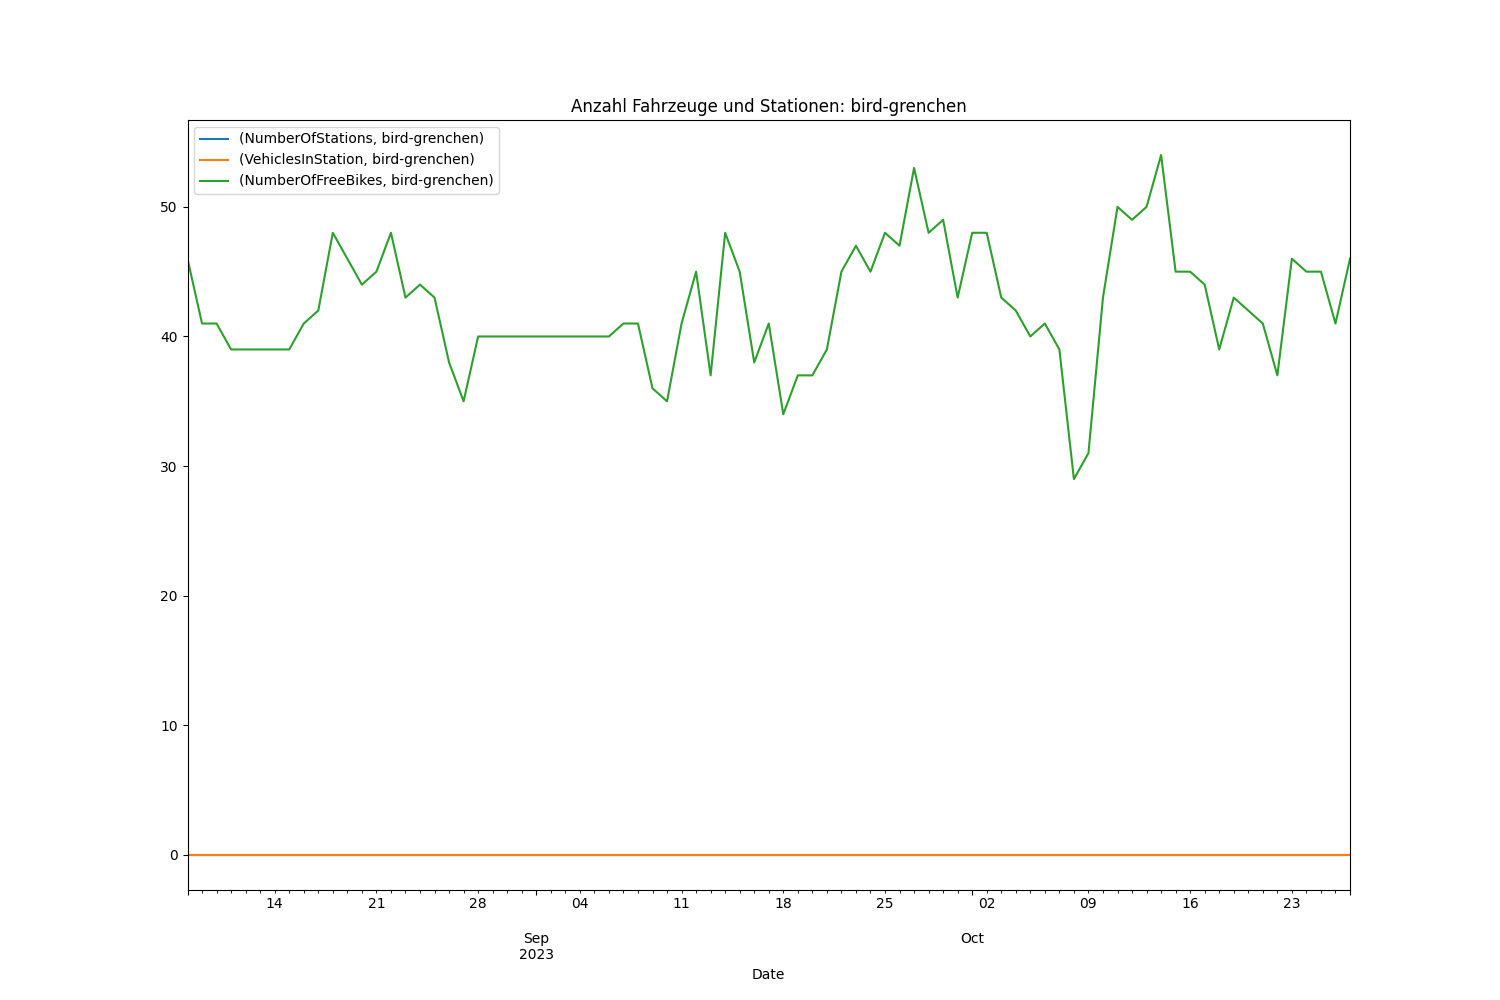 Anzahl Fahrzeuge und Stationen: bird-grenchen
(NumberOfStations, bird-grenchen)
(VehiclesInStation, bird-grenchen)
(NumberOfFreeBikes, bird-grenchen)
50
40
30
20
10
0
14 21 28 04 11 18 25 02 09 16 23
Sep Oct
2023
Date